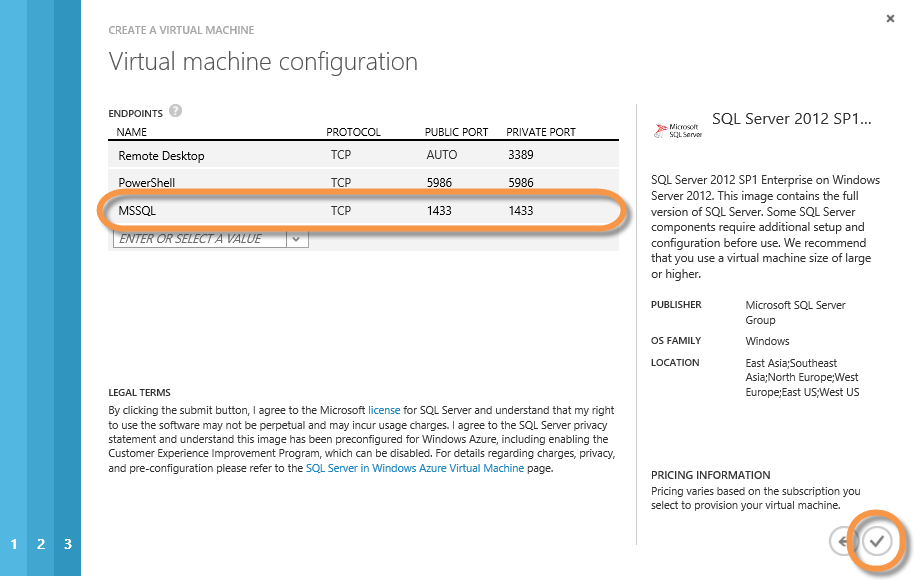 CREATE A VIRTUAL MACHINE
Virtual machine configuration
ENDPOINTS ?
NAME PROTOCOL PUBLIC PORT PRIVATE PORT
Remote Desktop TCP AUTO 3389
PowerShell TCP 5986 5986
MSSQL TCP 1433 1433
ENTER OR SELECT A VALUE
LEGAL TERMS
By clicking the submit button, I agree to the Microsoft license for SQL Server and understand that my right
to use the software may not be perpetual and may incur usage charges. I agree to the SQL Server privacy
statement and understand this image has been preconfigured for Windows Azure, including enabling the
Customer Experience Improvement Program, which can be disabled. For details regarding charges, privacy,
and pre-configuration please refer to the SQL Server in Windows Azure Virtual Machine page.
Microsoft
SQL Server
SQL Server 2012 SP1...
SQL Server 2012 SP1 Enterprise on Windows
Server 2012. This image contains the full
version of SQL Server. Some SQL Server
components require additional setup and
configuration before use. We recommend
that you use a virtual machine size of large
or higher.
PUBLISHER Microsoft SQL Server
Group
OS FAMILY Windows
LOCATION East Asia;Southeast
Asia;North Europe;West
Europe;East US;West US
PRICING INFORMATION
Pricing varies based on the subscription you
select to provision your virtual machine.
1 2 3